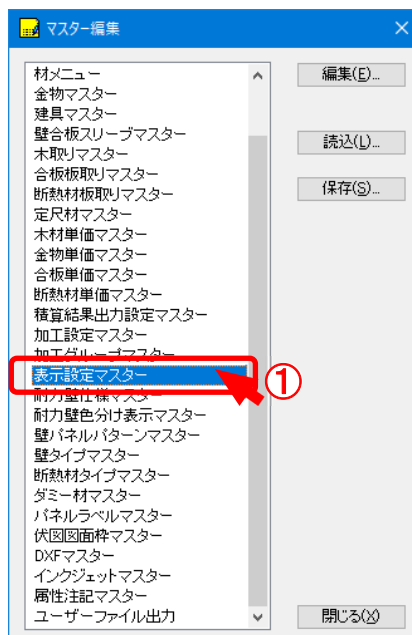 マスター編集
材メニュー
金物マスター
建具マスター
壁合板スリーブマスター
木取りマスター
合板板取りマスター
断熱材板取りマスター
定尺材マスター
木材単価マスター
金物単価マスター
合板単価マスター
断熱材単価マスター
積算結果出力設定マスター
加工設定マスター
加工グループマスター
表示設定マスター
①
耐力壁仕様マスター
耐力壁色分け表示マスター
壁パネルパターンマスター
壁タイプマスター
断熱材タイプマスター
ダミー材マスター
パネルラベルマスター
伏図図面枠マスター
DXFマスター
インクジェットマスター
属性注記マスター
ユーザーファイル出力
編集(E)...
読込(L)...
保存(S)...
閉じる(X)